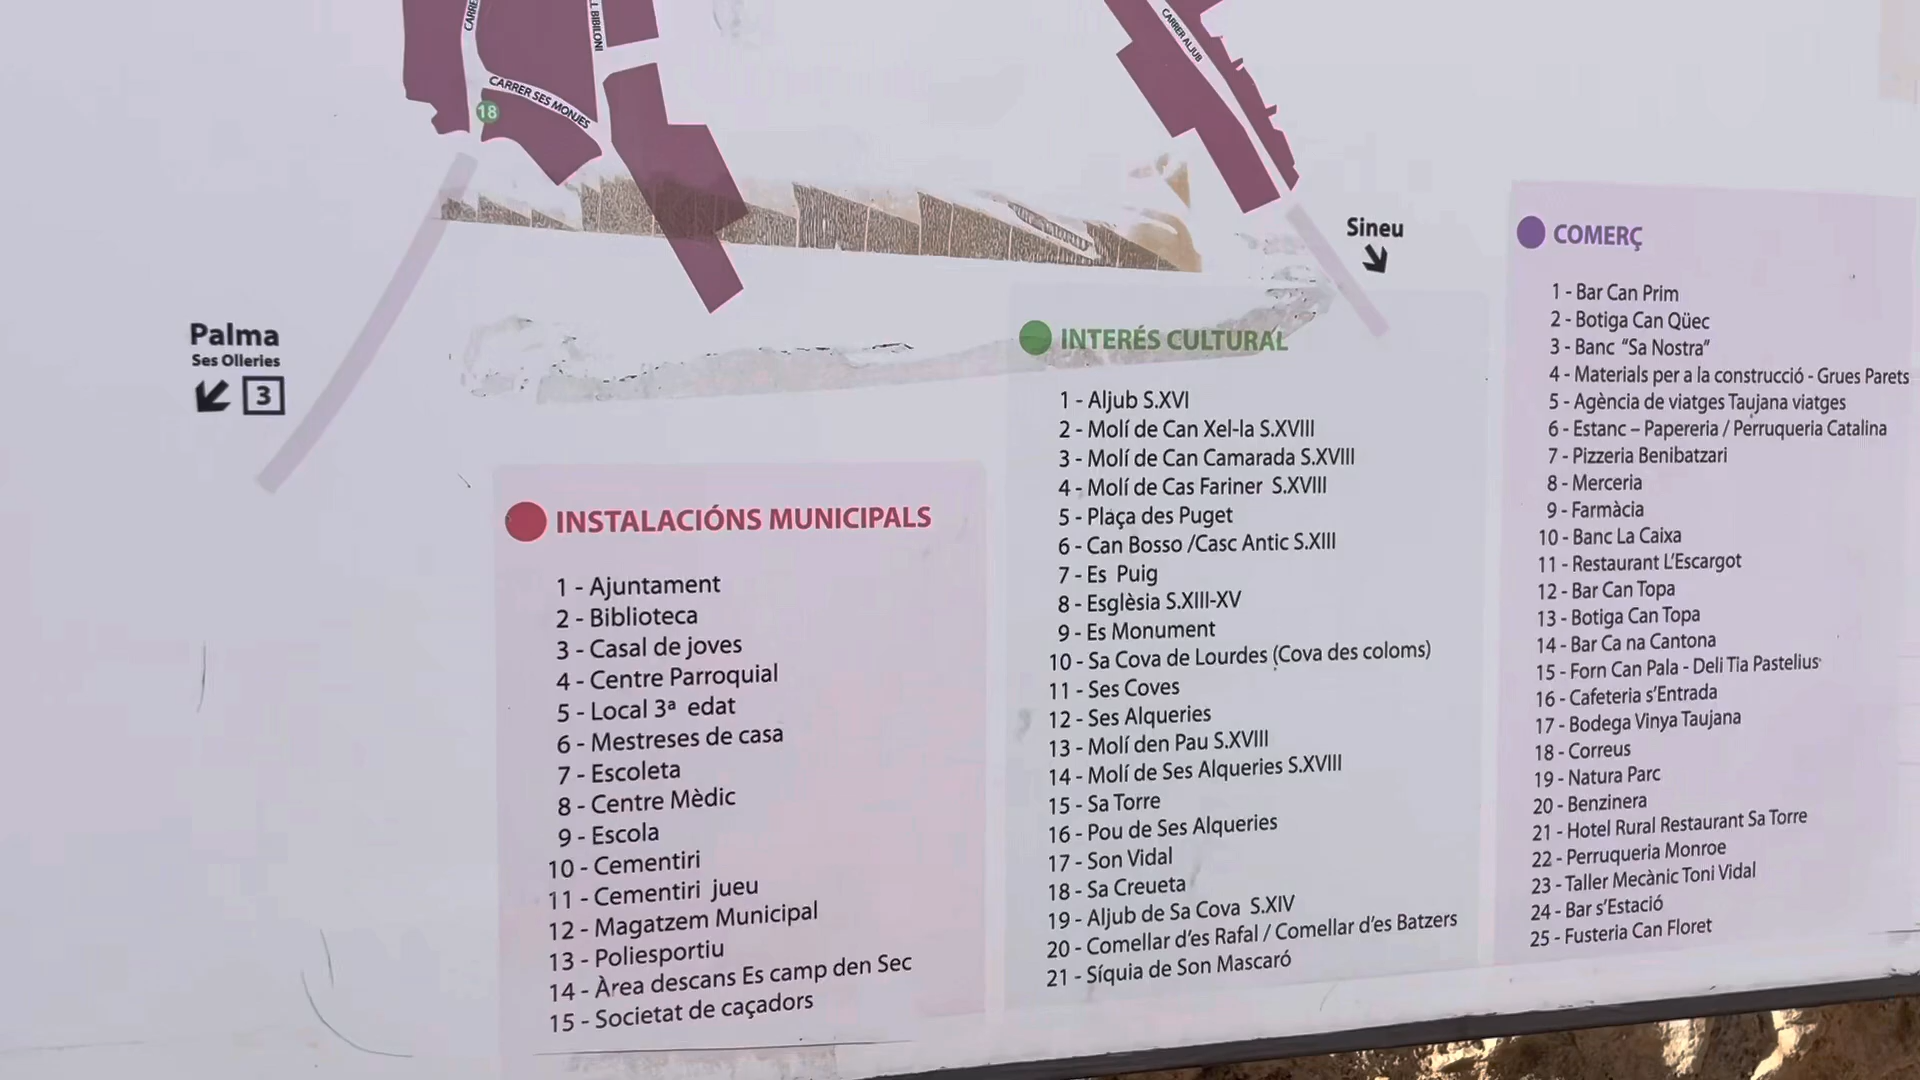 CARRE
L BIBILONI
CARRER SES MONJES
18
CARRER ALJUB
Sineu
Palma
Ses Olleries
3
INSTALACIÓNS MUNICIPALS
1 - Ajuntament
2 - Biblioteca
3 - Casal de joves
4 - Centre Parroquial
5 - Local 3ª edat
6 - Mestreses de casa
7 - Escoleta
8 - Centre Mèdic
9 - Escola
10 - Cementiri
11 - Cementiri jueu
12 - Magatzem Municipal
13 - Poliesportiu
14 - Àrea descans Es camp den Sec
15 - Societat de caçadors
INTERÉS CULTURAL
1 - Aljub S.XVI
2 - Molí de Can Xel-la S.XVIII
3 - Molí de Can Camarada S.XVIII
4 - Molí de Cas Fariner S.XVIII
5 - Plaça des Puget
6 - Can Bosso /Casc Antic S.XIII
7 - Es Puig
8 - Esglèsia S.XIII-XV
9 - Es Monument
10 - Sa Cova de Lourdes (Cova des coloms)
11 - Ses Coves
12 - Ses Alqueries
13 - Molí den Pau S.XVIII
14 - Molí de Ses Alqueries S.XVIII
15 - Sa Torre
16 - Pou de Ses Alqueries
17 - Son Vidal
18 - Sa Creueta
19 - Aljub de Sa Cova S.XIV
20 - Comellar d'es Rafal / Comellar d'es Batzers
21 - Síquia de Son Mascaró
COMERÇ
1 - Bar Can Prim
2 - Botiga Can Qüec
3 - Banc "Sa Nostra"
4 - Materials per a la construcció - Grues Parets
5 - Agència de viatges Taujana viatges
6 - Estanc – Papereria / Perruqueria Catalina
7 - Pizzeria Benibatzari
8 - Merceria
9 - Farmàcia
10 - Banc La Caixa
11 - Restaurant L'Escargot
12 - Bar Can Topa
13 - Botiga Can Topa
14 - Bar Ca na Cantona
15 - Forn Can Pala - Deli Tia Pastelius
16 - Cafeteria s'Entrada
17 - Bodega Vinya Taujana
18 - Correus
19 - Natura Parc
20 - Benzinera
21 - Hotel Rural Restaurant Sa Torre
22 - Perruqueria Monroe
23 - Taller Mecànic Toni Vidal
24 - Bar s'Estació
25 - Fusteria Can Floret